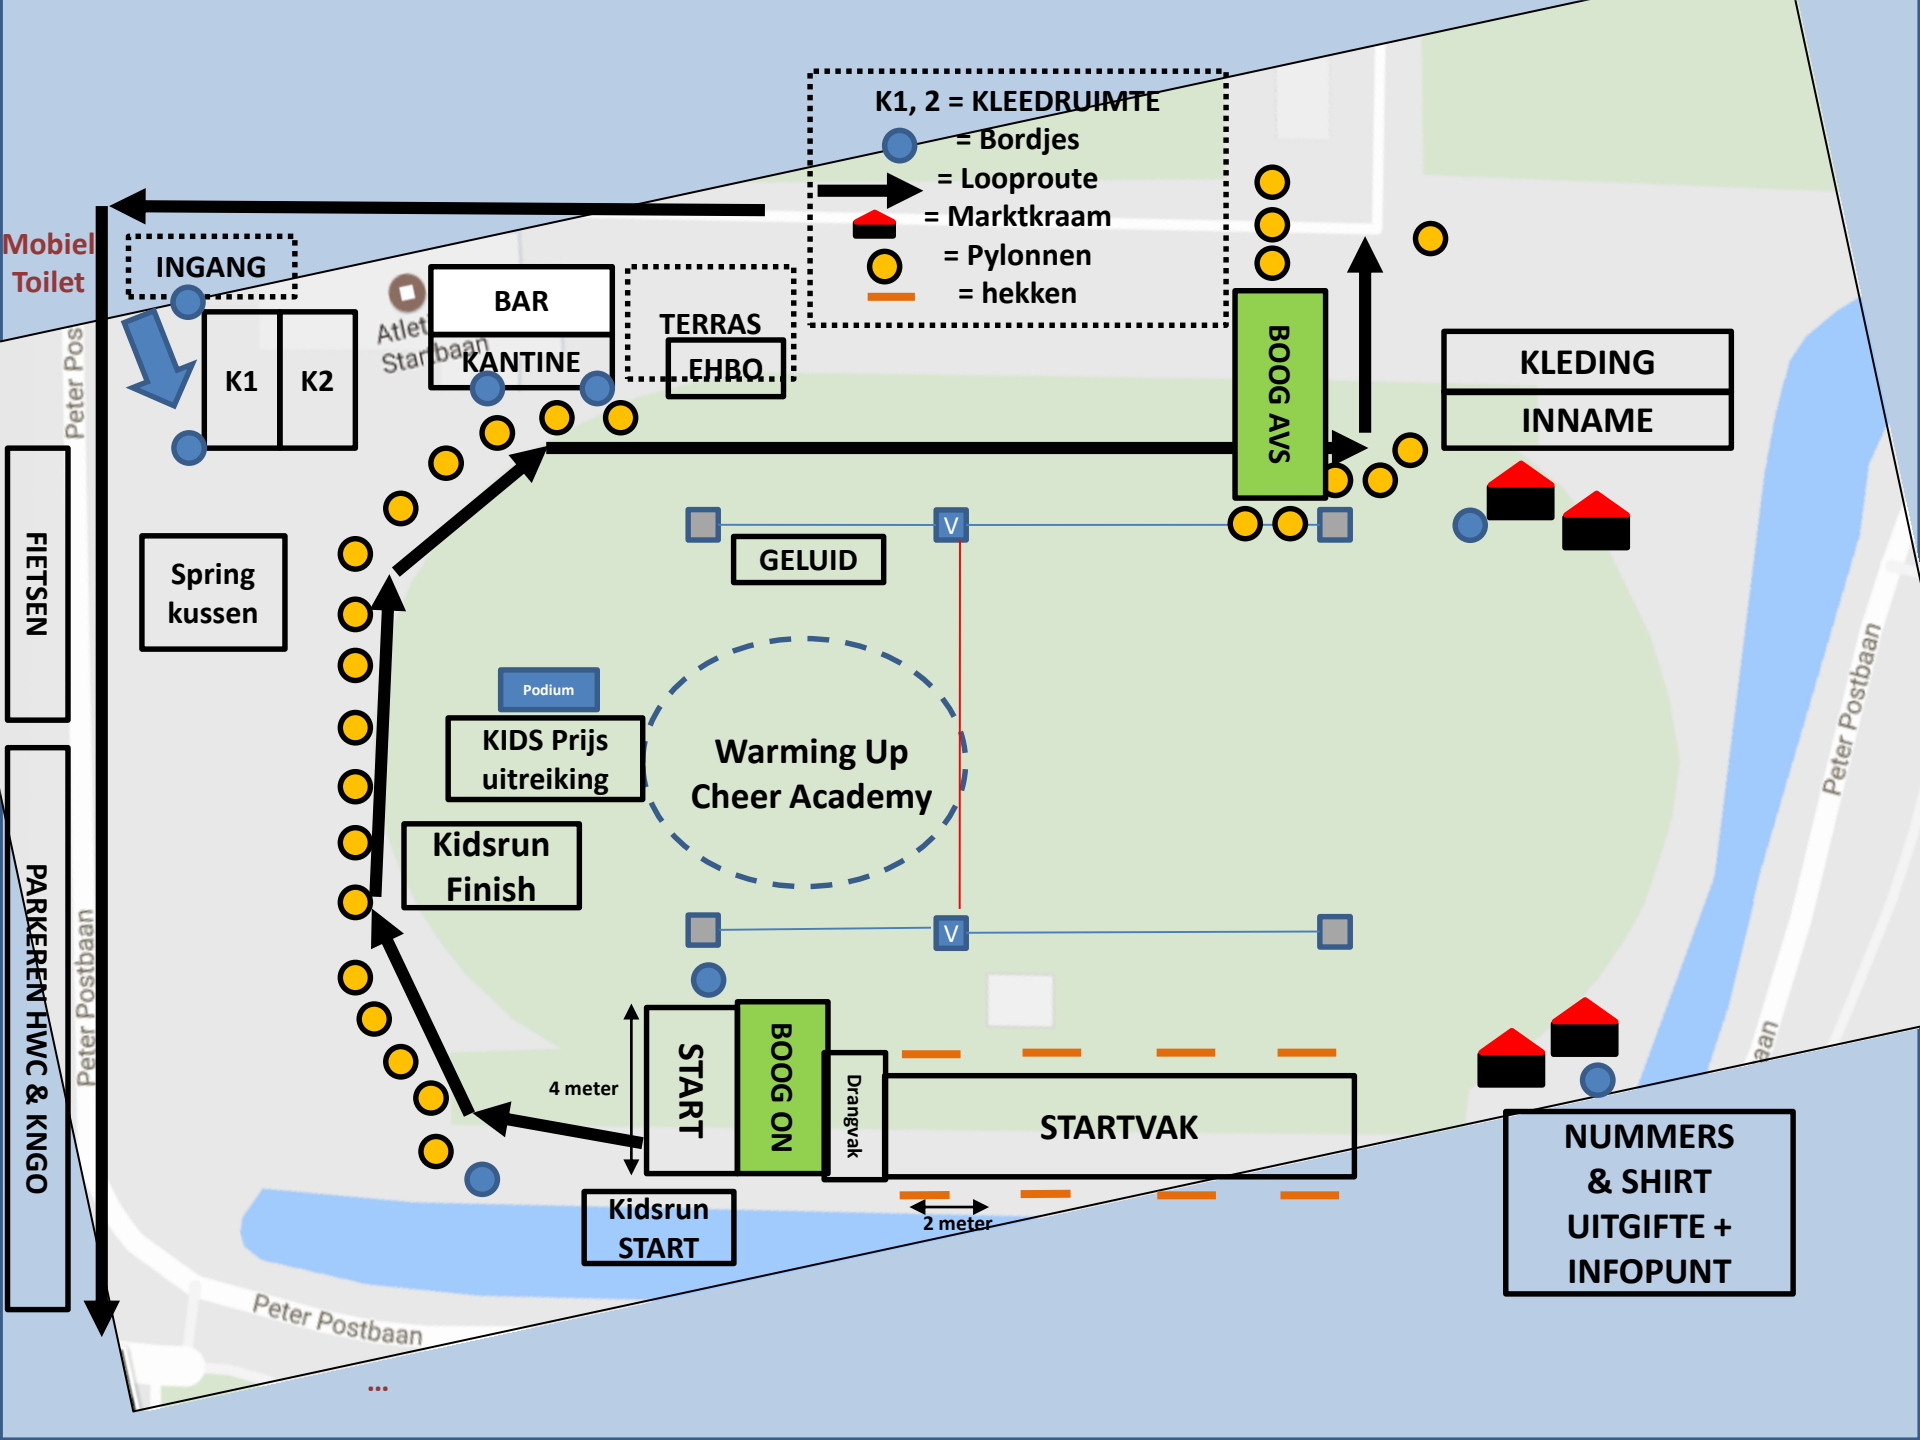 K1, 2 = KLEEDRUIMTE
= Bordjes
= Looproute
= Marktkraam
= Pylonnen
= hekken
Mobiel
Toilet
INGANG
BAR
KANTINE
TERRAS
EHBO
K1
K2
Peter Pos
BOOG AVS
KLEDING
INNAME
FIETSEN
Spring
kussen
V
GELUID
Podium
KIDS Prijs
uitreiking
Warming Up
Cheer Academy
Kidsrun
Finish
Peter Postbaan
PARKEREN HWC & KNGO
Peter Postbaan
V
4 meter
START
BOOG ON
Drangvak
STARTVAK
aan
Kidsrun
START
2 meter
NUMMERS
& SHIRT
UITGIFTE +
INFOPUNT
Peter Postbaan
...